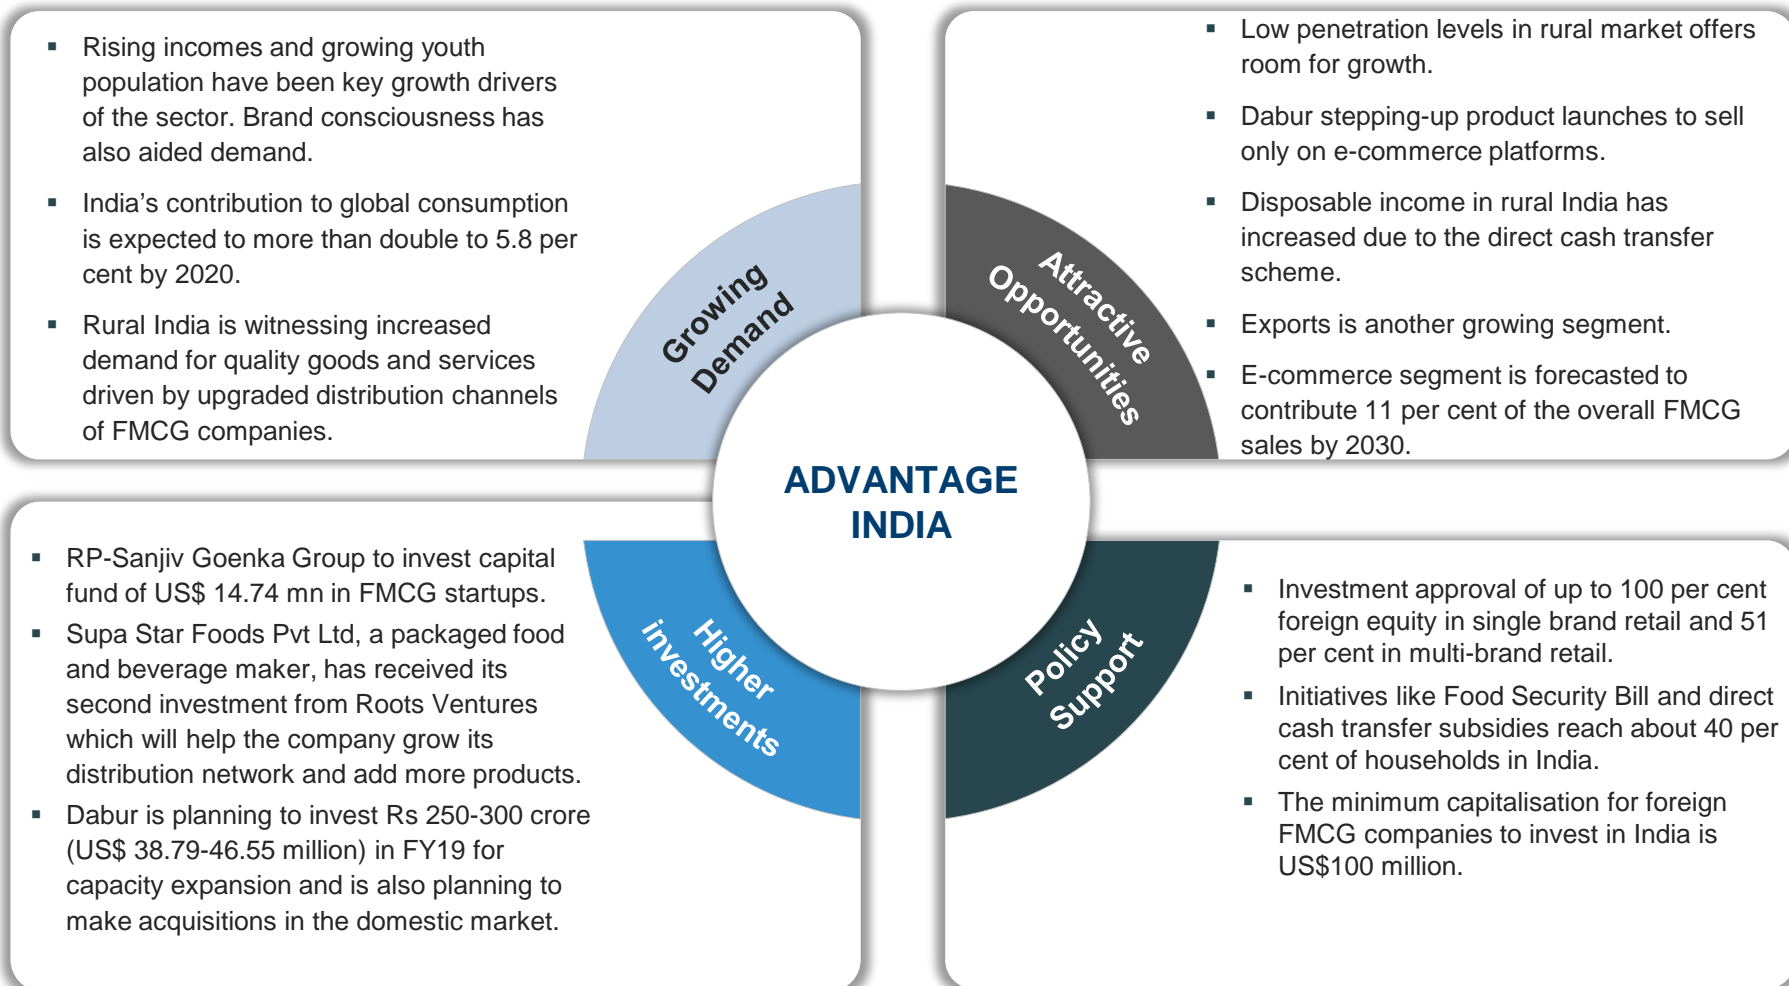 ▪ Rising incomes and growing youth
population have been key growth drivers
of the sector. Brand consciousness has
also aided demand.
▪ India’s contribution to global consumption
is expected to more than double to 5.8 per
cent by 2020.
▪ Rural India is witnessing increased
demand for quality goods and services
driven by upgraded distribution channels
of FMCG companies.
Growing
Demand
▪ Low penetration levels in rural market offers
room for growth.
▪ Dabur stepping-up product launches to sell
only on e-commerce platforms.
▪ Disposable income in rural India has
increased due to the direct cash transfer
scheme.
▪ Exports is another growing segment.
▪ E-commerce segment is forecasted to
contribute 11 per cent of the overall FMCG
sales by 2030.
Attractive
Opportunities
ADVANTAGE
INDIA
▪ RP-Sanjiv Goenka Group to invest capital
fund of US$ 14.74 mn in FMCG startups.
▪ Supa Star Foods Pvt Ltd, a packaged food
and beverage maker, has received its
second investment from Roots Ventures
which will help the company grow its
distribution network and add more products.
▪ Dabur is planning to invest Rs 250-300 crore
(US$ 38.79-46.55 million) in FY19 for
capacity expansion and is also planning to
make acquisitions in the domestic market.
Higher
investments
Policy
Support
▪ Investment approval of up to 100 per cent
foreign equity in single brand retail and 51
per cent in multi-brand retail.
▪ Initiatives like Food Security Bill and direct
cash transfer subsidies reach about 40 per
cent of households in India.
▪ The minimum capitalisation for foreign
FMCG companies to invest in India is
US$100 million.